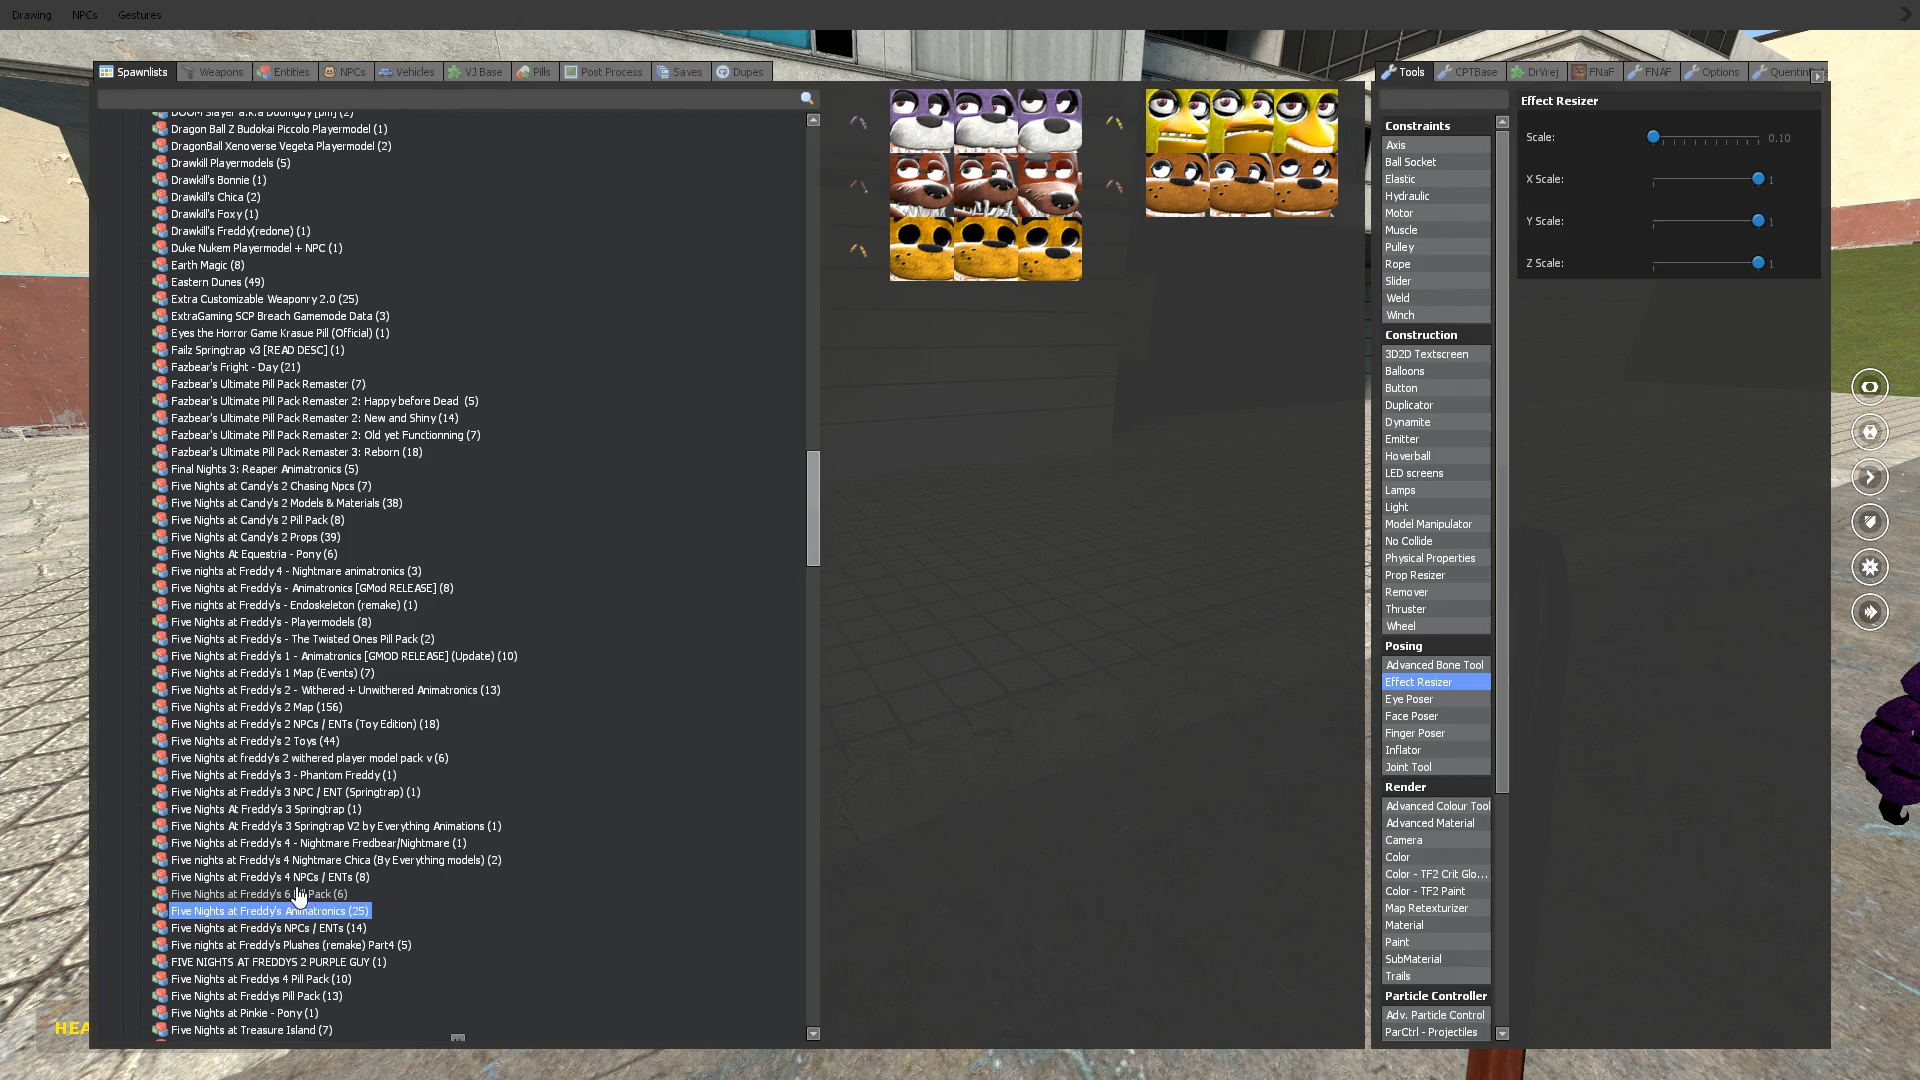 Drawing NPCs Gestures
Spawnlists Weapons Entities NPCs Vehicles VJ Base Pills Post Process Saves Dupes
Dragon Ball Z Budokai Piccolo Playermodel (1)
DragonBall Xenoverse Vegeta Playermodel (2)
Drawkill Playermodels (5)
Drawkill's Bonnie (1)
Drawkill's Chica (2)
Drawkill's Foxy (1)
Drawkill's Freddy(redone) (1)
Duke Nukem Playermodel + NPC (1)
Earth Magic (8)
Eastern Dunes (49)
Extra Customizable Weaponry 2.0 (25)
ExtraGaming SCP Breach Gamemode Data (3)
Eyes the Horror Game Krasue Pill (Official) (1)
Failz Springtrap v3 [READ DESC] (1)
Fazbear's Fright - Day (21)
Fazbear's Ultimate Pill Pack Remaster (7)
Fazbear's Ultimate Pill Pack Remaster 2: Happy before Dead (5)
Fazbear's Ultimate Pill Pack Remaster 2: New and Shiny (14)
Fazbear's Ultimate Pill Pack Remaster 2: Old yet Functionning (7)
Fazbear's Ultimate Pill Pack Remaster 3: Reborn (18)
Final Nights 3: Reaper Animatronics (5)
Five Nights at Candy's 2 Chasing Npcs (7)
Five Nights at Candy's 2 Models & Materials (38)
Five Nights at Candy's 2 Pill Pack (8)
Five Nights at Candy's 2 Props (39)
Five Nights At Equestria - Pony (6)
Five nights at Freddy 4 - Nightmare animatronics (3)
Five Nights at Freddy's - Animatronics [GMod RELEASE] (8)
Five nights at Freddy's - Endoskeleton (remake) (1)
Five Nights at Freddy's - Playermodels (8)
Five Nights at Freddy's - The Twisted Ones Pill Pack (2)
Five Nights at Freddy's 1 - Animatronics [GMOD RELEASE] (Update) (10)
Five Nights at Freddy's 1 Map (Events) (7)
Five Nights at Freddy's 2 - Withered + Unwithered Animatronics (13)
Five Nights at Freddy's 2 Map (156)
Five Nights at Freddy's 2 NPCs / ENTs (Toy Edition) (18)
Five Nights at Freddy's 2 Toys (44)
Five Nights at freddy's 2 withered player model pack v (6)
Five Nights at Freddy's 3 - Phantom Freddy (1)
Five Nights at Freddy's 3 NPC / ENT (Springtrap) (1)
Five Nights At Freddy's 3 Springtrap (1)
Five Nights At Freddy's 3 Springtrap V2 by Everything Animations (1)
Five Nights at Freddy's 4 - Nightmare Fredbear/Nightmare (1)
Five nights at Freddy's 4 Nightmare Chica (By Everything models) (2)
Five Nights at Freddy's 4 NPCs / ENTs (8)
Five Nights at Freddy's 6 Pack (6)
Five Nights at Freddy's Animatronics (25)
Five Nights at Freddy's NPCs / ENTs (14)
Five nights at Freddy's Plushes (remake) Part4 (5)
FIVE NIGHTS AT FREDDYS 2 PURPLE GUY (1)
Five Nights at Freddys 4 Pill Pack (10)
Five Nights at Freddys Pill Pack (13)
Five Nights at Pinkie - Pony (1)
Five Nights at Treasure Island (7)
HEA
Tools CPTBase DrVrej FNaF FNAF Options
Constraints
Axis
Ball Socket
Elastic
Hydraulic
Motor
Muscle
Pulley
Rope
Slider
Weld
Winch
Construction
3D2D Textscreen
Balloons
Button
Duplicator
Dynamite
Emitter
Hoverball
LED screens
Lamps
Light
Model Manipulator
No Collide
Physical Properties
Prop Resizer
Remover
Thruster
Wheel
Posing
Advanced Bone Tool
Effect Resizer
Eye Poser
Face Poser
Finger Poser
Inflator
Joint Tool
Render
Advanced Colour Tool
Advanced Material
Camera
Color
Color - TF2 Crit Glo...
Color - TF2 Paint
Map Retexturizer
Material
Paint
SubMaterial
Trails
Particle Controller
Adv. Particle Control
ParCtrl - Projectiles
Effect Resizer
Scale: 0.10
X Scale: 1
Y Scale: 1
Z Scale: 1